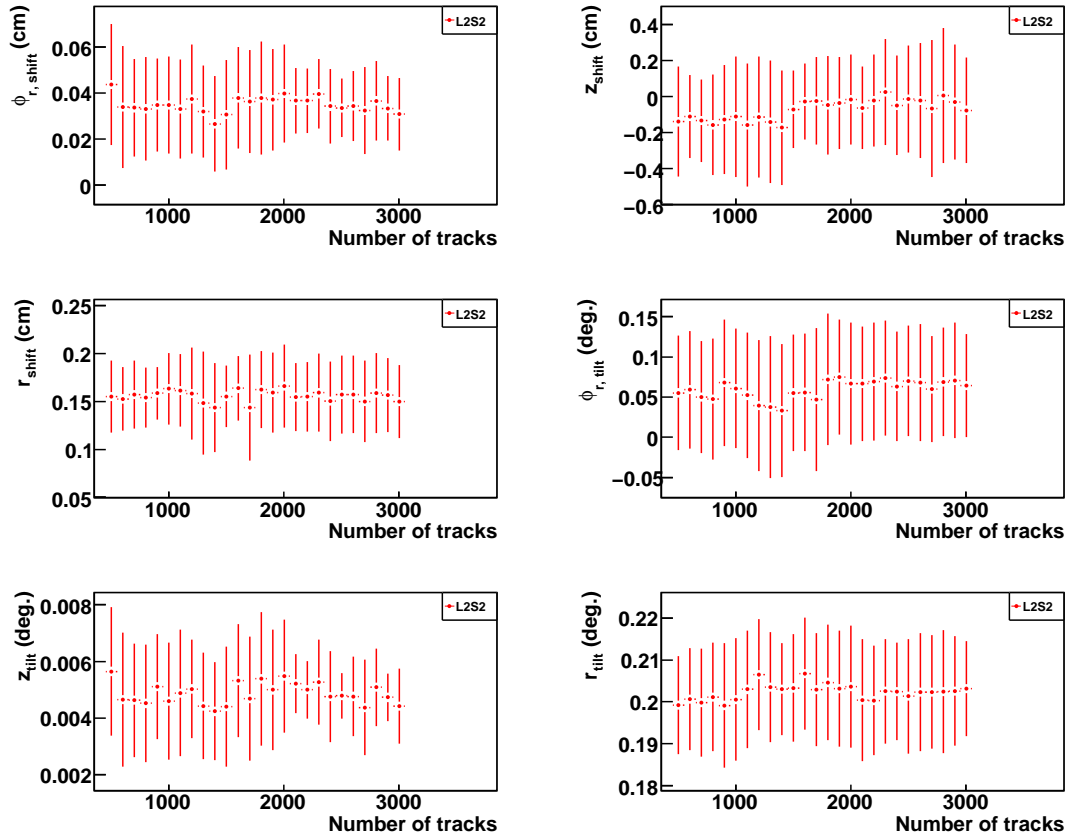 ϕr, shift (cm)
0.06
0.04
0.02
0
1000 2000 3000
Number of tracks
L2S2
zshift (cm)
0.4
0.2
0
−0.2
−0.4
−0.6
1000 2000 3000
Number of tracks
L2S2
rshift (cm)
0.25
0.2
0.15
0.1
0.05
1000 2000 3000
Number of tracks
L2S2
ϕr, tilt (deg.)
0.15
0.1
0.05
0
−0.05
1000 2000 3000
Number of tracks
L2S2
ztilt (deg.)
0.008
0.006
0.004
0.002
1000 2000 3000
Number of tracks
L2S2
rtilt (deg.)
0.22
0.21
0.2
0.19
0.18
1000 2000 3000
Number of tracks
L2S2